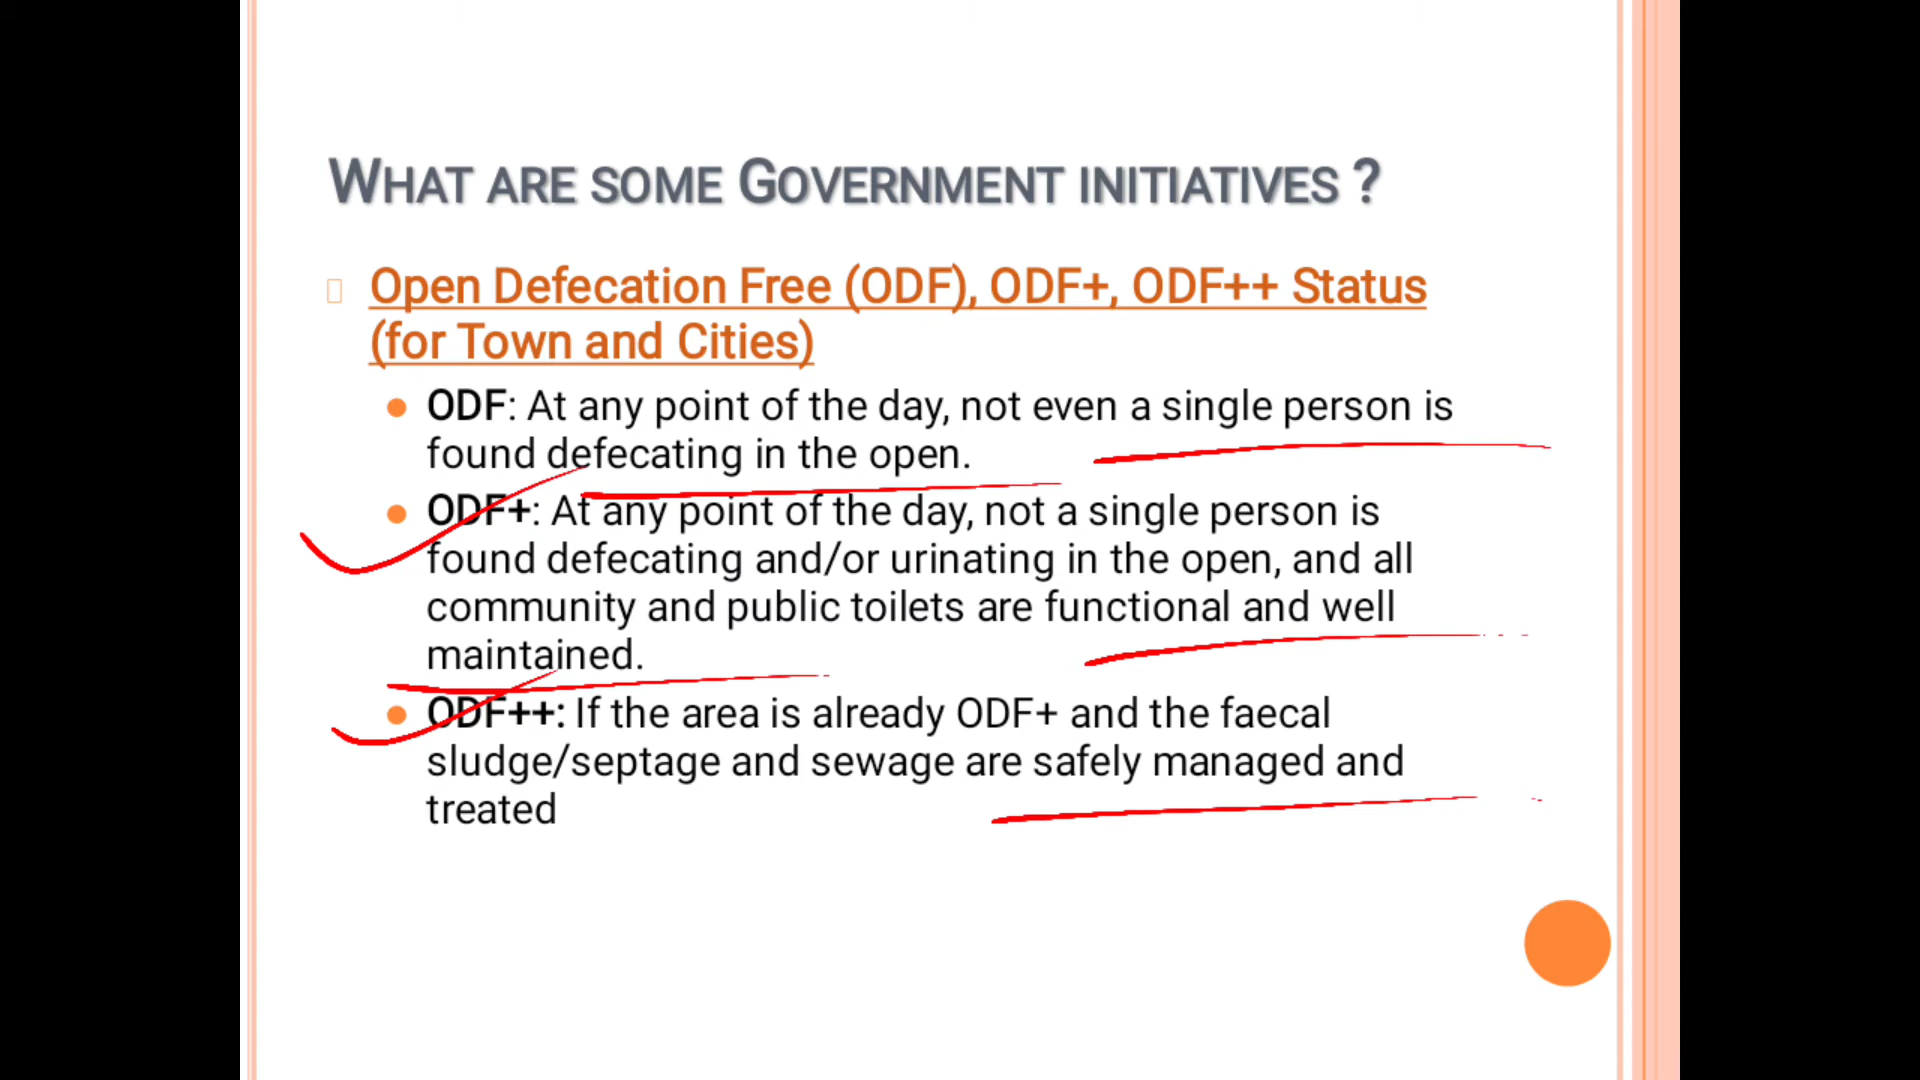 WHAT ARE SOME GOVERNMENT INITIATIVES ?
Open Defecation Free (ODF), ODF+, ODF++ Status
(for Town and Cities)
ODF: At any point of the day, not even a single person is
found defecating in the open.
ODF+: At any point of the day, not a single person is
found defecating and/or urinating in the open, and all
community and public toilets are functional and well
maintained.
ODF++: If the area is already ODF+ and the faecal
sludge/septage and sewage are safely managed and
treated